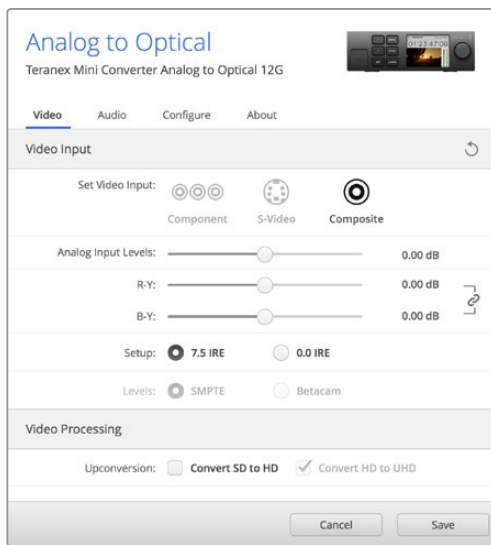 Analog to Optical
Teranex Mini Converter Analog to Optical 12G
01:23:47:06
Video Audio Configure About
Video Input
Set Video Input:
Component S-Video Composite
Analog Input Levels: 0.00 dB
R-Y: 0.00 dB
B-Y: 0.00 dB
Setup: 7.5 IRE 0.0 IRE
Levels: SMPTE Betacam
Video Processing
Upconversion: Convert SD to HD Convert HD to UHD
Cancel Save